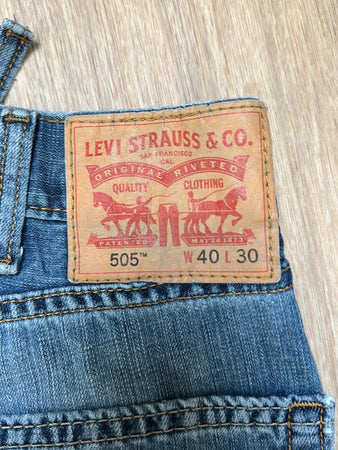 LEVI STRAUSS & CO.
SAN FRANCISCO
CAL
ORIGINAL RIVETED
QUALITY CLOTHING
PATENTED MAY 20 1873
505™ W 40 L 30